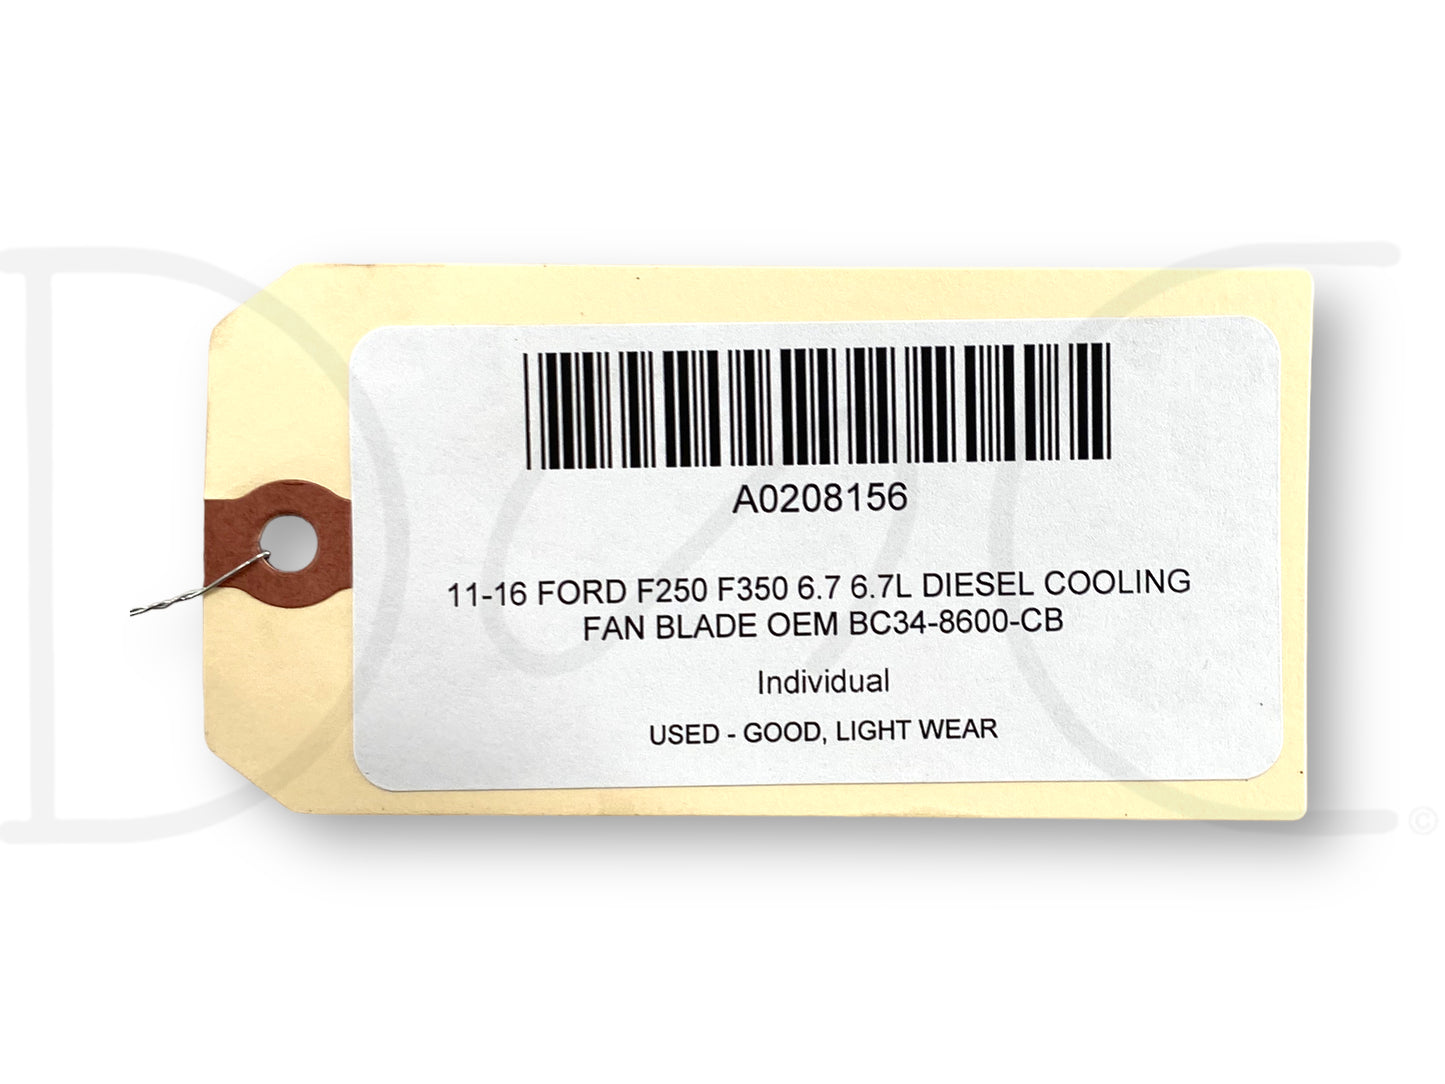 A0208156
11-16 FORD F250 F350 6.7 6.7L DIESEL COOLING
FAN BLADE OEM BC34-8600-CB
Individual
USED - GOOD, LIGHT WEAR
D & C ©